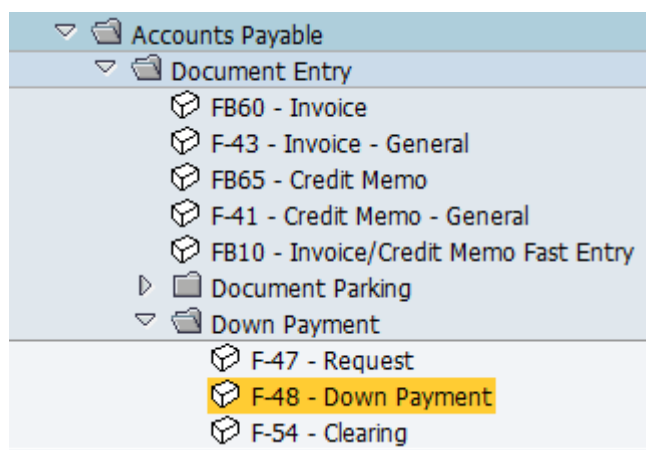 Accounts Payable
Document Entry
FB60 - Invoice
F-43 - Invoice - General
FB65 - Credit Memo
F-41 - Credit Memo - General
FB10 - Invoice/Credit Memo Fast Entry
Document Parking
Down Payment
F-47 - Request
F-48 - Down Payment
F-54 - Clearing